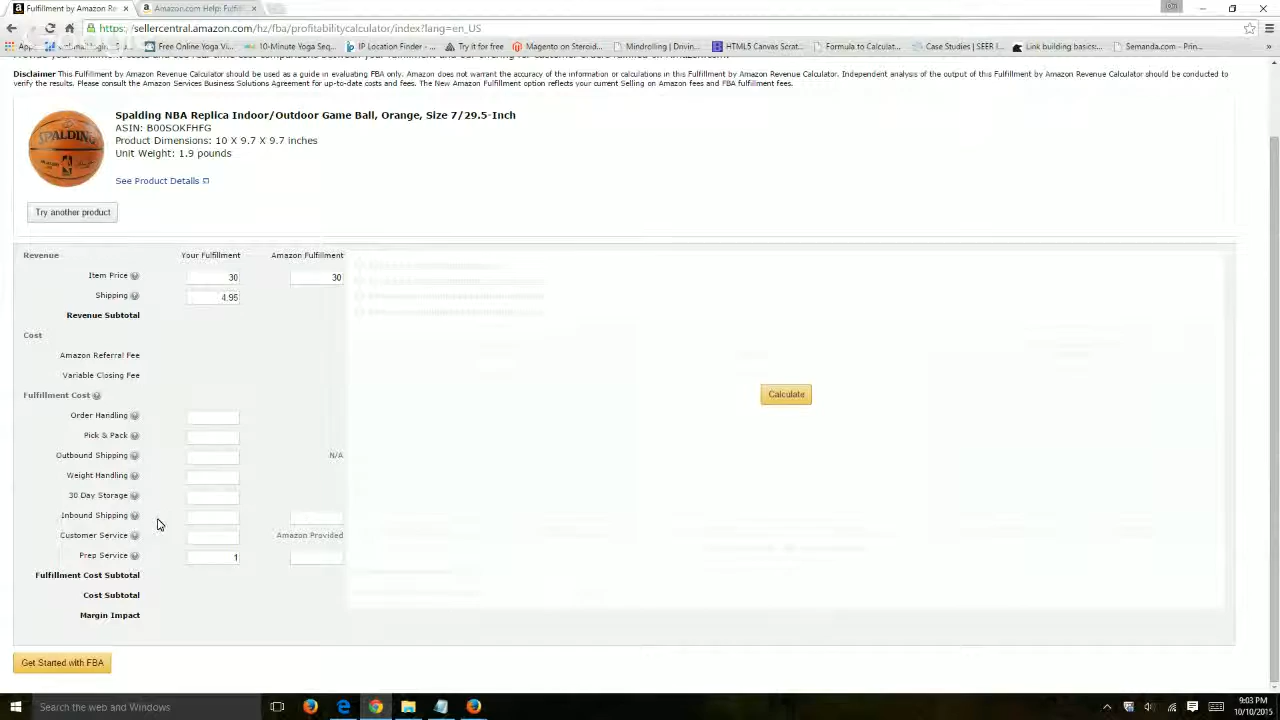 Fulfillment by Amazon Re
Amazon.com Help: Fulfill
https://sellercentral.amazon.com/hz/fba/profitabilitycalculator/index?lang=en_US
Free Online Yoga Vi
10-Minute Yoga Seq...
IP Location Finder -
Try it for free
Magento on Steroid...
Mindrolling | Drivin...
HTML5 Canvas Scrat...
Formula to Calculat...
Case Studies | SEER I...
Link building basics:...
Semanda.com - Prin...
»
Disclaimer This Fulfillment by Amazon Revenue Calculator should be used as a guide in evaluating FBA only. Amazon does not warrant the accuracy of the information or calculations in this Fulfillment by Amazon Revenue Calculator. Independent analysis of the output of this Fulfillment by Amazon Revenue Calculator should be conducted to
verify the results. Please consult the Amazon Services Business Solutions Agreement for up-to-date costs and fees. The New Amazon Fulfillment option reflects your current Selling on Amazon fees and FBA fulfillment fees.
SPALDING
Spalding NBA Replica Indoor/Outdoor Game Ball, Orange, Size 7/29.5-Inch
ASIN: B00SOKFHFG
Product Dimensions: 10 X 9.7 X 9.7 inches
Unit Weight: 1.9 pounds
See Product Details
Try another product
Revenue Your Fulfillment Amazon Fulfillment
Item Price 30 30
Shipping 4.95
Revenue Subtotal
Cost
Amazon Referral Fee
Variable Closing Fee
Calculate
Fulfillment Cost
Order Handling
Pick & Pack
Outbound Shipping N/A
Weight Handling
30 Day Storage
Inbound Shipping
Customer Service Amazon Provided
Prep Service 1
Fulfillment Cost Subtotal
Cost Subtotal
Margin Impact
Get Started with FBA
Search the web and Windows
9:03 PM
10/10/2015